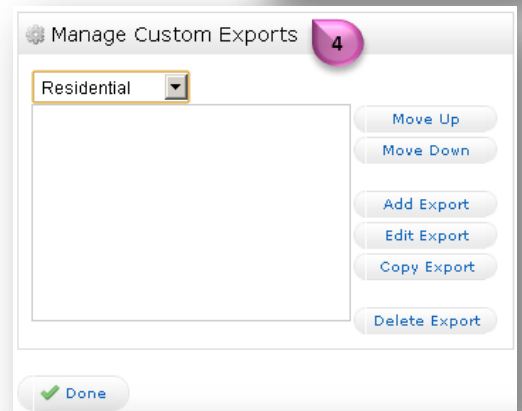 Manage Custom Exports
4
Residential
Move Up
Move Down
Add Export
Edit Export
Copy Export
Delete Export
Done